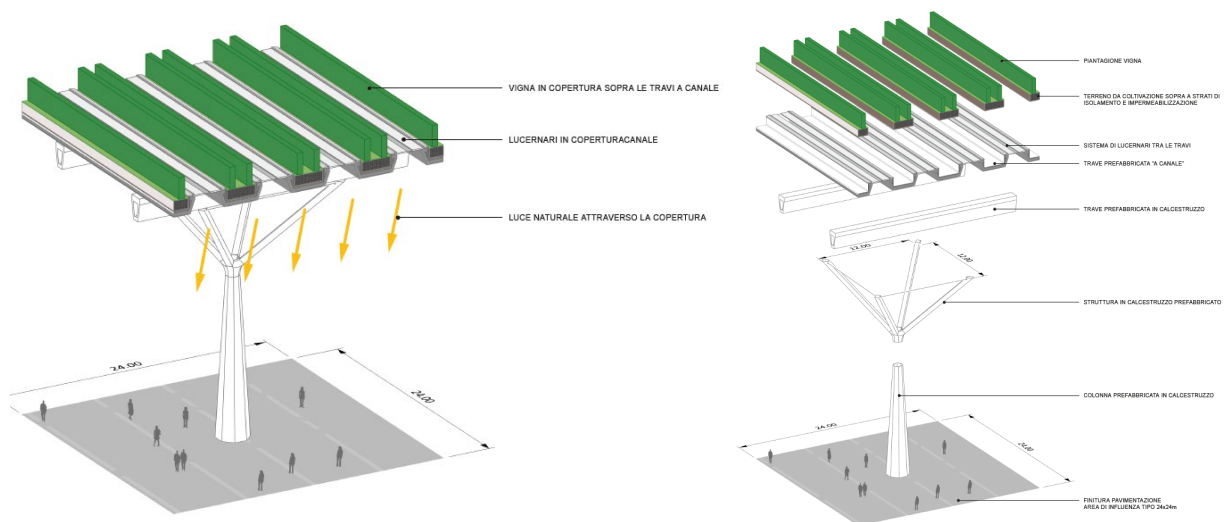 VIGNA IN COPERTURA SOPRA LE TRAVI A CANALE
LUCERNARI IN COPERTURACANALE
LUCE NATURALE ATTRAVERSO LA COPERTURA
24.00
24.00
PIANTAGIONE VIGNA
TERRENO DA COLTIVAZIONE SOPRA A STRATI DI
ISOLAMENTO E IMPERMEABILIZZAZIONE
SISTEMA DI LUCERNARI TRA LE TRAVI
TRAVE PREFABBRICATA "A CANALE"
TRAVE PREFABBRICATA IN CALCESTRUZZO
12.00
12.00
STRUTTURA IN CALCESTRUZZO PREFABBRICATO
COLONNA PREFABBRICATA IN CALCESTRUZZO
24.00
24.00
FINITURA PAVIMENTAZIONE
AREA DI INFLUENZA TIPO 24x24m